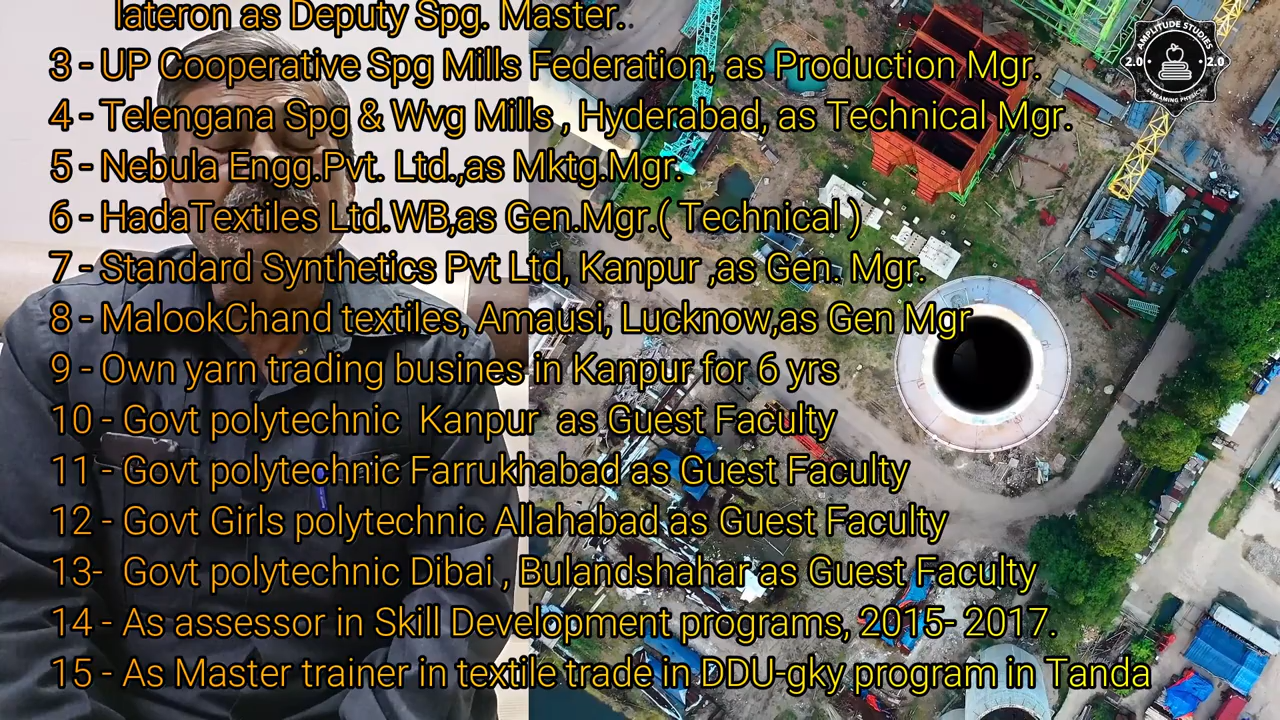 lateron as Deputy Spg. Master..
3 - UP Cooperative Spg Mills Federation, as Production Mgr.
4 - Telengana Spg & Wvg Mills , Hyderabad, as Technical Mgr.
5 - Nebula Engg.Pvt. Ltd.,as Mktg.Mgr.
6 - HadaTextiles Ltd.WB,as Gen.Mgr.( Technical )
7 - Standard Synthetics Pvt Ltd, Kanpur ,as Gen. Mgr.
8 - MalookChand textiles, Amausi, Lucknow,as Gen Mgr
9 - Own yarn trading busines in Kanpur for 6 yrs
10 - Govt polytechnic  Kanpur  as Guest Faculty
11 - Govt polytechnic Farrukhabad as Guest Faculty
12 - Govt Girls polytechnic Allahabad as Guest Faculty
13-  Govt polytechnic Dibai , Bulandshahar as Guest Faculty
14 - As assessor in Skill Development programs, 2015- 2017.
15 - As Master trainer in textile trade in DDU-gky program in Tanda
AMPLITUDE STUDIES
2.0 2.0
STREAMING PHYSICS